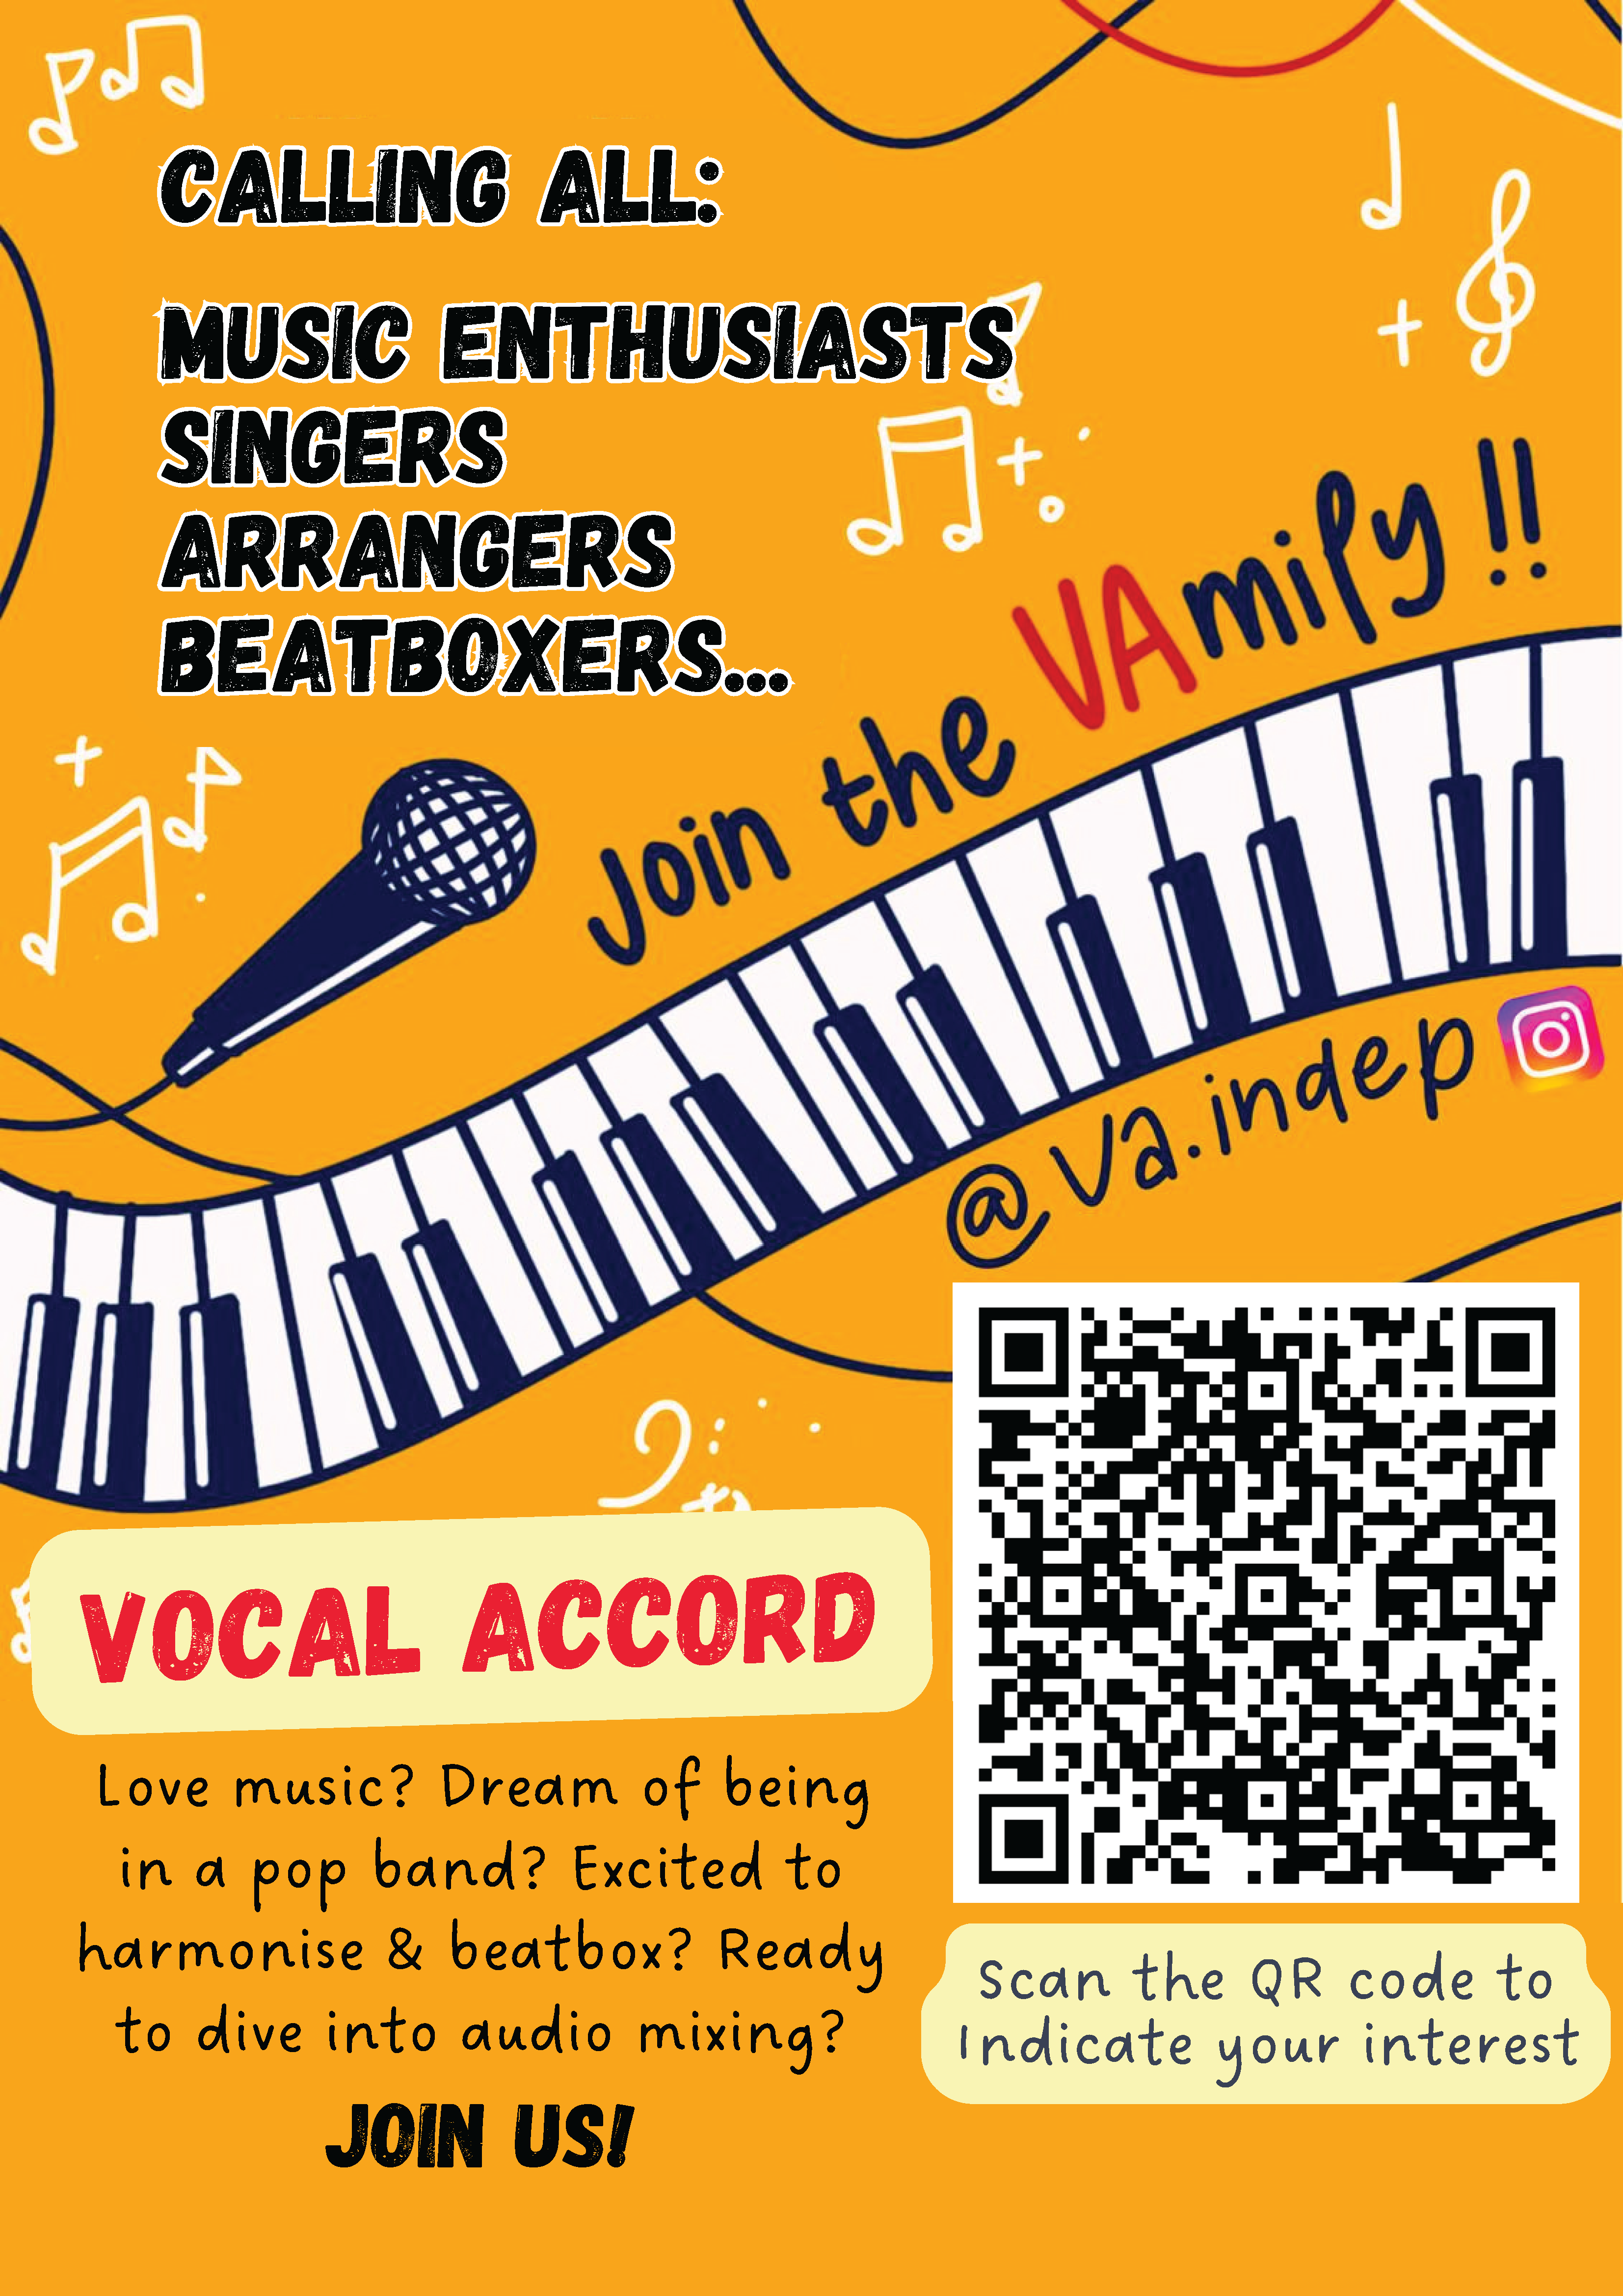 CALLING ALL:
MUSIC ENTHUSIASTS
SINGERS
ARRANGERS
BEATBOXERS...
Join the VAmily !!
@va.indep
VOCAL ACCORD
Love music? Dream of being
in a pop band? Excited to
harmonise & beatbox? Ready
to dive into audio mixing?
JOIN US!
Scan the QR code to
Indicate your interest